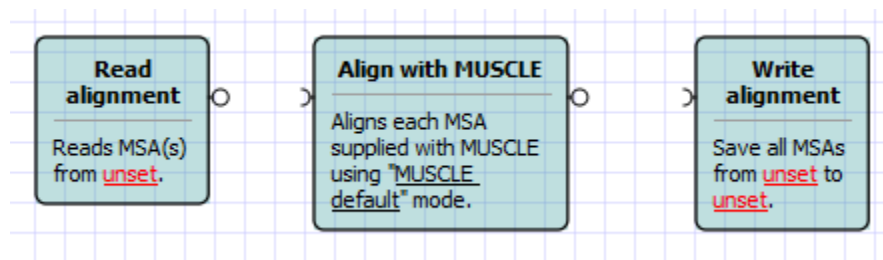 Read
alignment
Reads MSA(s)
from unset.
Align with MUSCLE
Aligns each MSA
supplied with MUSCLE
using "MUSCLE
default" mode.
Write
alignment
Save all MSAs
from unset to
unset.